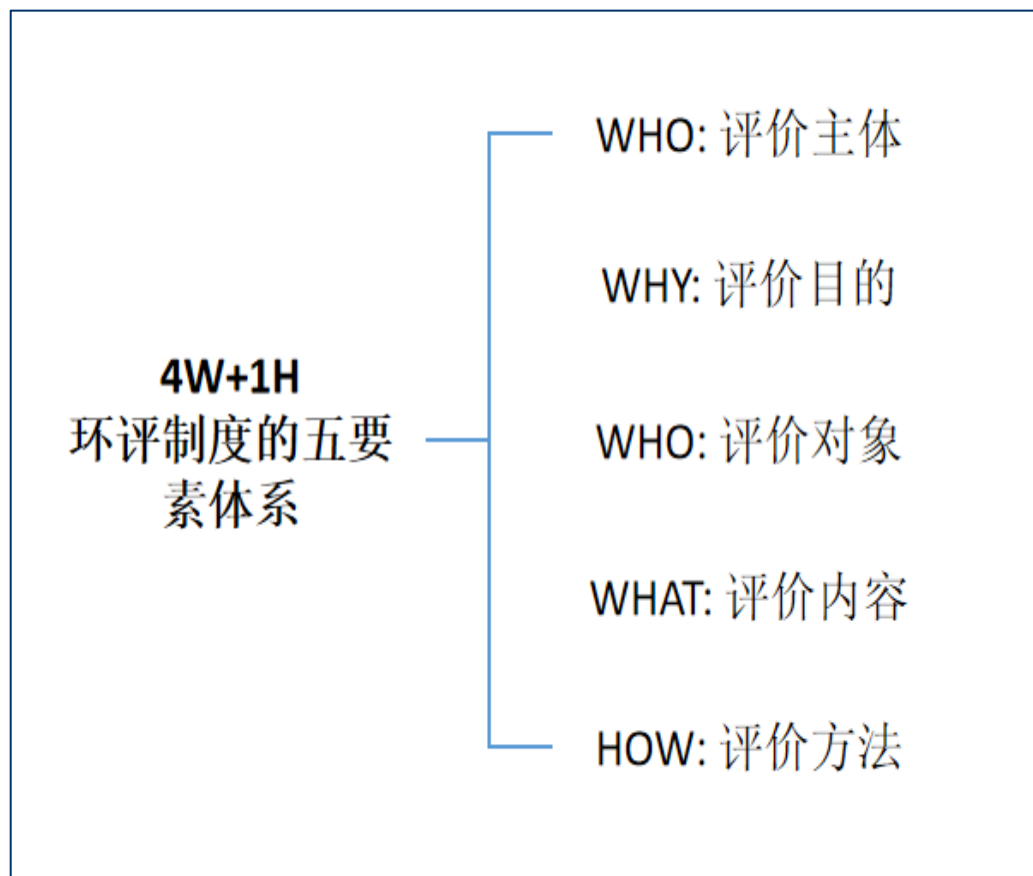 WHO: 评价主体
WHY: 评价目的
4W+1H
环评制度的五要
素体系
WHO: 评价对象
WHAT: 评价内容
HOW: 评价方法